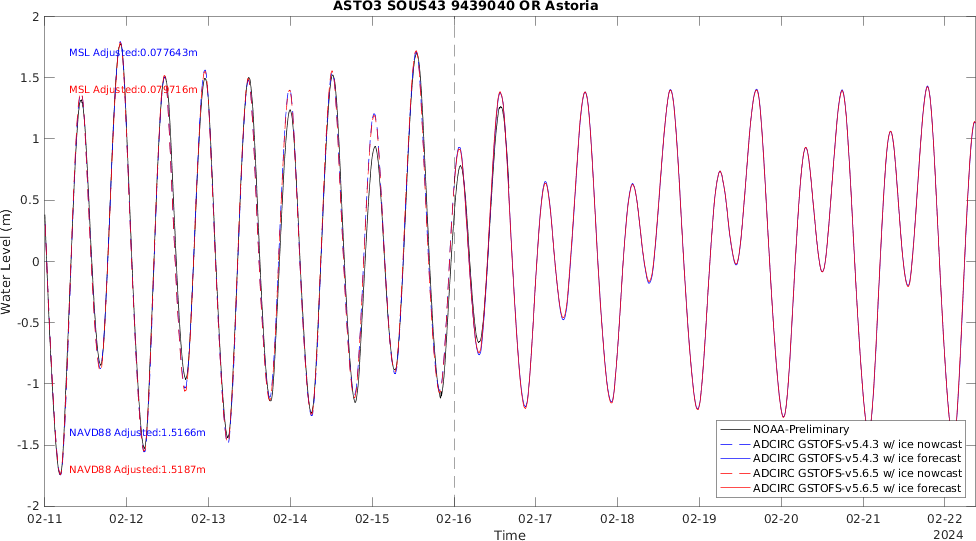 ASTO3 SOUS43 9439040 OR Astoria
2
1.5
1
0.5
0
-0.5
-1
-1.5
-2
Water Level (m)
MSL Adjusted:0.077643m
MSL Adjusted:0.079716m
NAVD88 Adjusted:1.5166m
NAVD88 Adjusted:1.5187m
NOAA-Preliminary
ADCIRC GSTOFS-v5.4.3 w/ ice nowcast
ADCIRC GSTOFS-v5.4.3 w/ ice forecast
ADCIRC GSTOFS-v5.6.5 w/ ice nowcast
ADCIRC GSTOFS-v5.6.5 w/ ice forecast
02-11 02-12 02-13 02-14 02-15 02-16 02-17 02-18 02-19 02-20 02-21 02-22
2024
Time